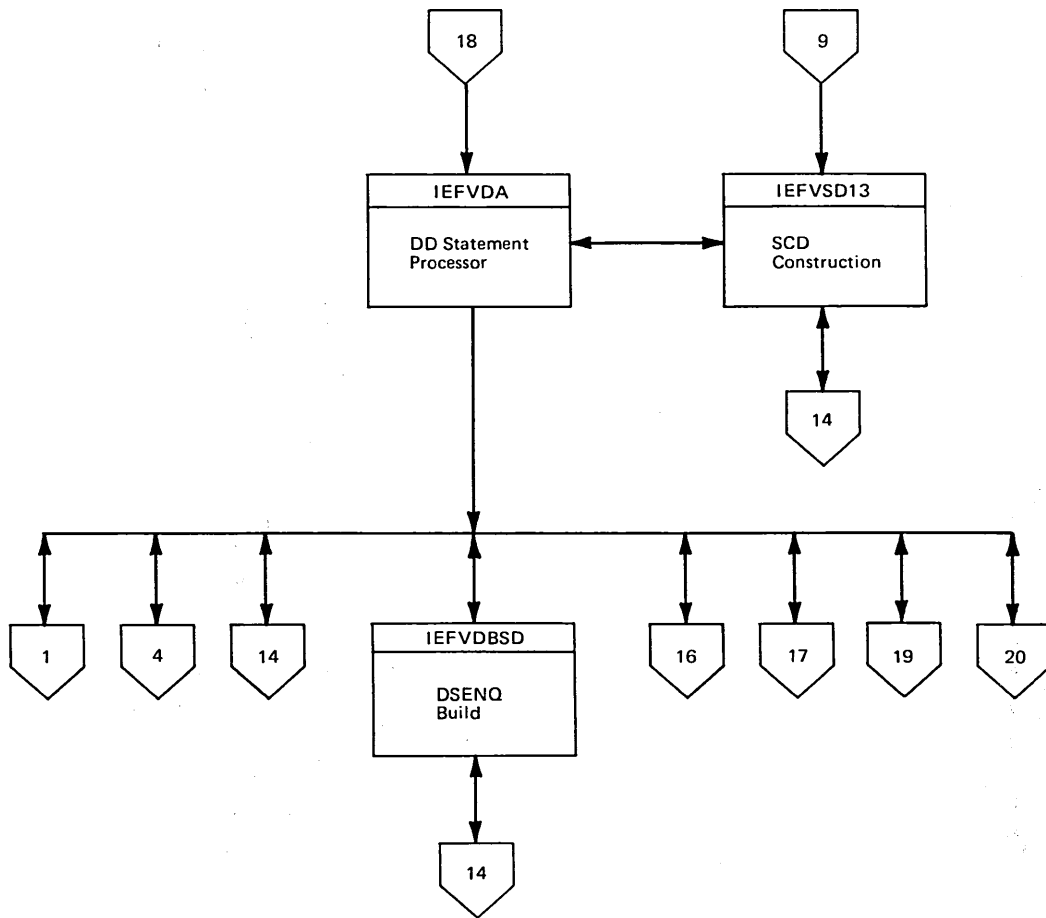 18
9
IEFVDA
DD Statement
Processor
IEFVSD13
SCD
Construction
14
1
4
14
IEFVDBSD
DSENQ
Build
16
17
19
20
14